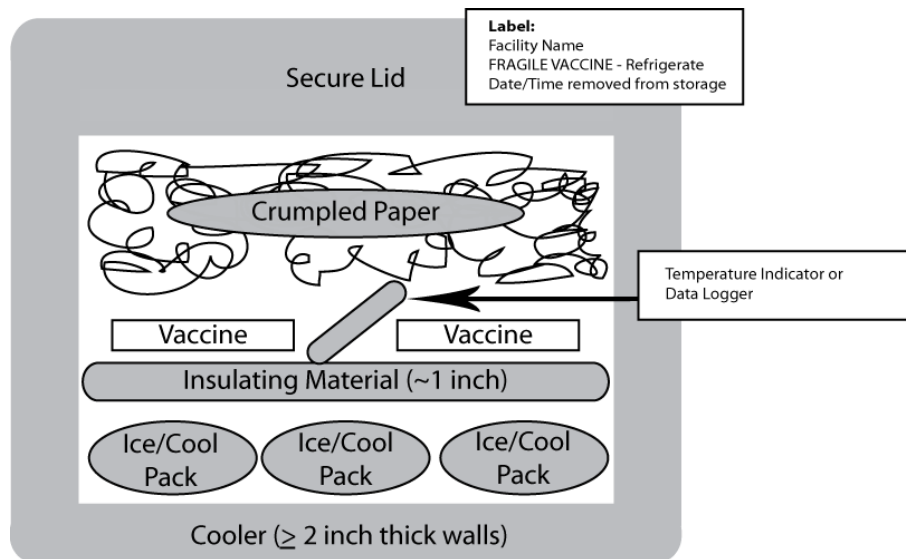 Label:
Facility Name
FRAGILE VACCINE - Refrigerate
Date/Time removed from storage
Secure Lid
Crumpled Paper
Temperature Indicator or
Data Logger
Vaccine
Vaccine
Insulating Material (~1 inch)
Ice/Cool
Pack
Ice/Cool
Pack
Ice/Cool
Pack
Cooler (≥ 2 inch thick walls)